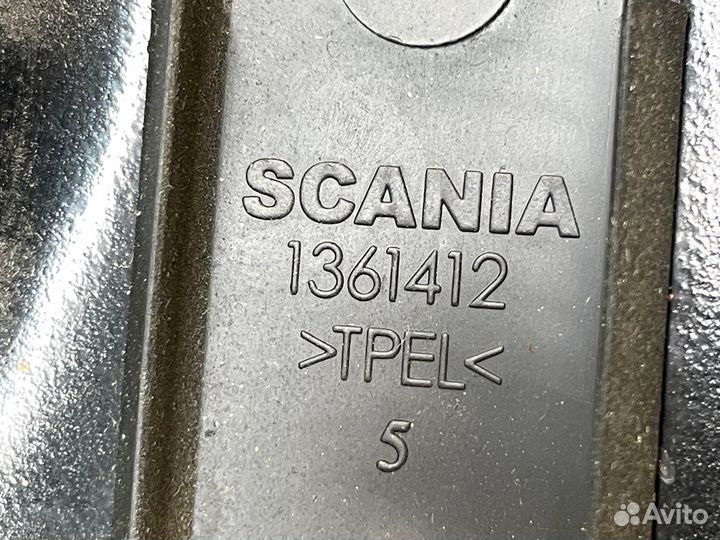 SCANIA
1361412
>TPEL<
5
Avito